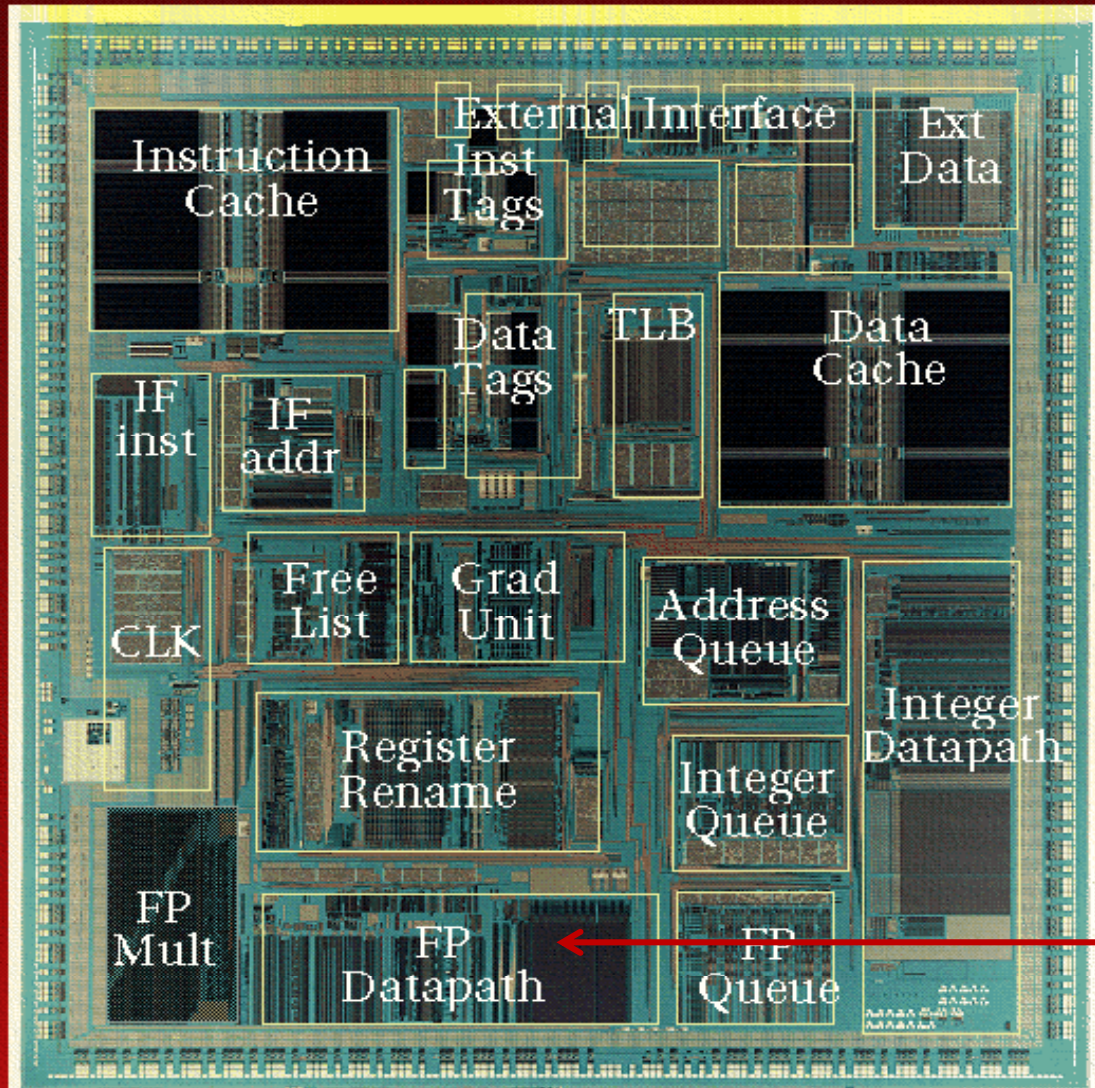 External Interface
Ext
Data
Instruction
Cache
Inst
Tags
Data
Tags
TLB
Data
Cache
IF
inst
IF
addr
CLK
Free
List
Grad
Unit
Address
Queue
Integer
Datapath
Register
Rename
Integer
Queue
FP
Mult
FP
Datapath
FP
Queue